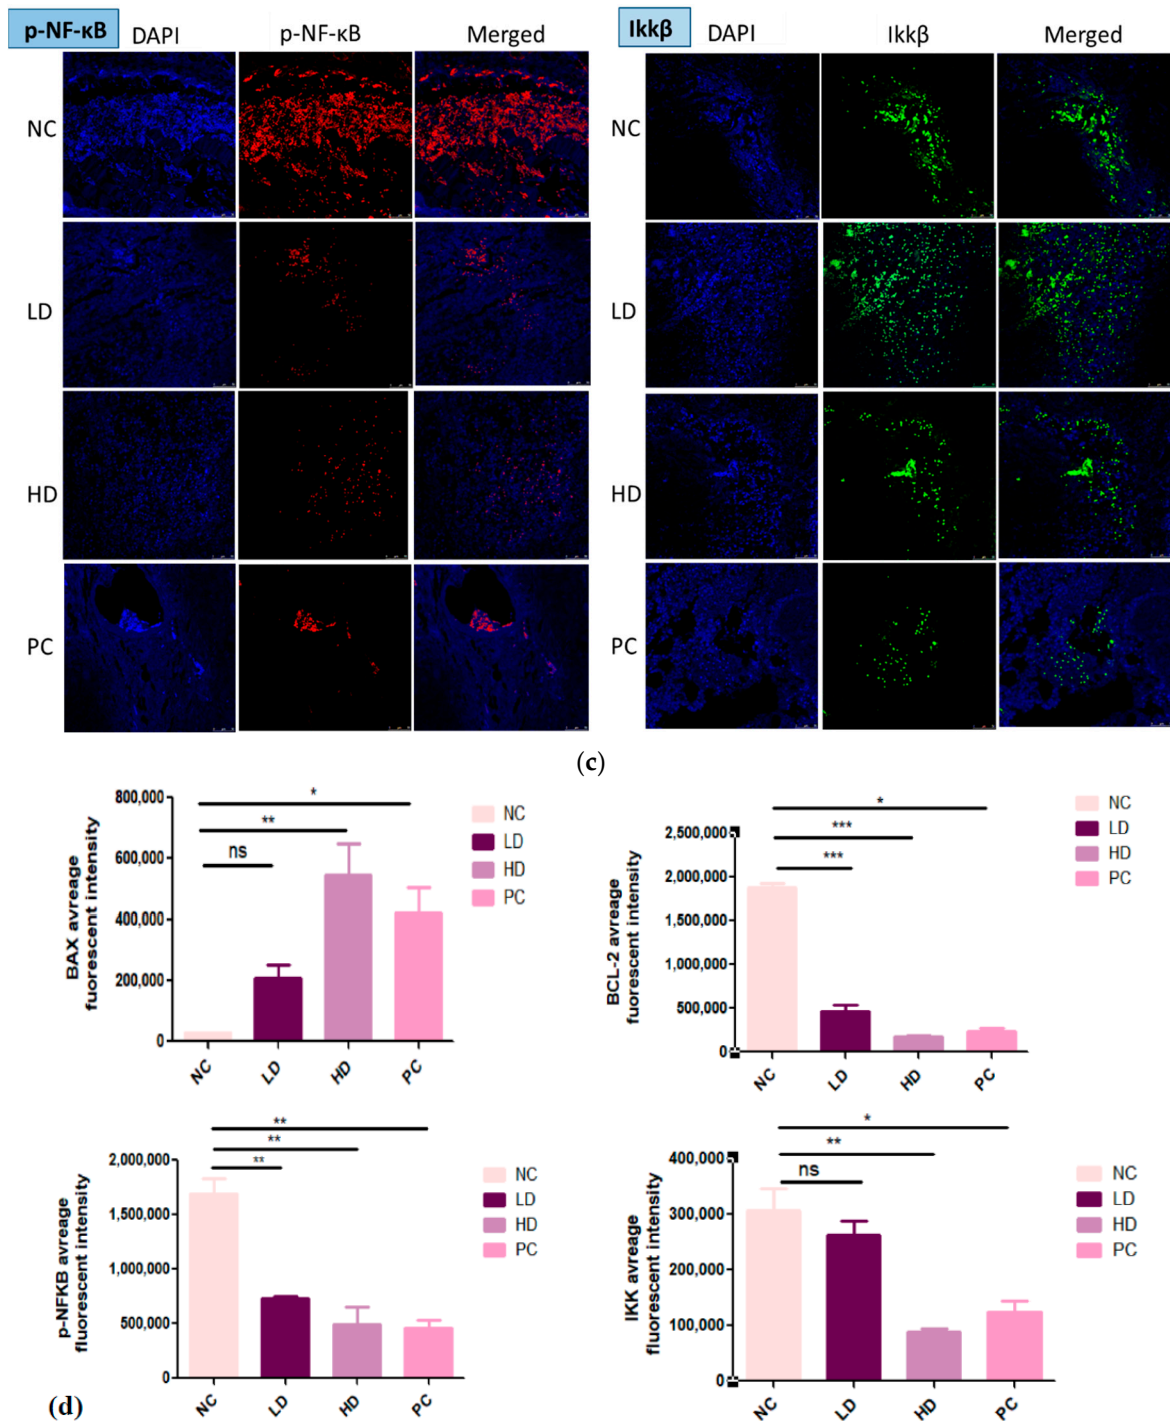 p-NF-κB DAPI p-NF-κB Merged
NC
LD
HD
PC
Ikkβ DAPI Ikkβ Merged
NC
LD
HD
PC
(c)
BAX avreage
fuorescent intensity
800,000
600,000
400,000
200,000
0
*
**
ns
NC
LD
HD
PC
NC LD HD PC
BCL-2 avreage
fuorescent intensity
2,500,000
2,000,000
1,500,000
1,000,000
500,000
0
*
***
***
NC
LD
HD
PC
NC LD HD PC
p-NFKB avreage
fluorescent intensity
2,000,000
1,500,000
1,000,000
500,000
0
**
**
**
NC
LD
HD
PC
NC LD HD PC
IKK avreage
fluorescent intensity
400,000
300,000
200,000
100,000
0
*
**
ns
NC
LD
HD
PC
NC LD HD PC
(d)